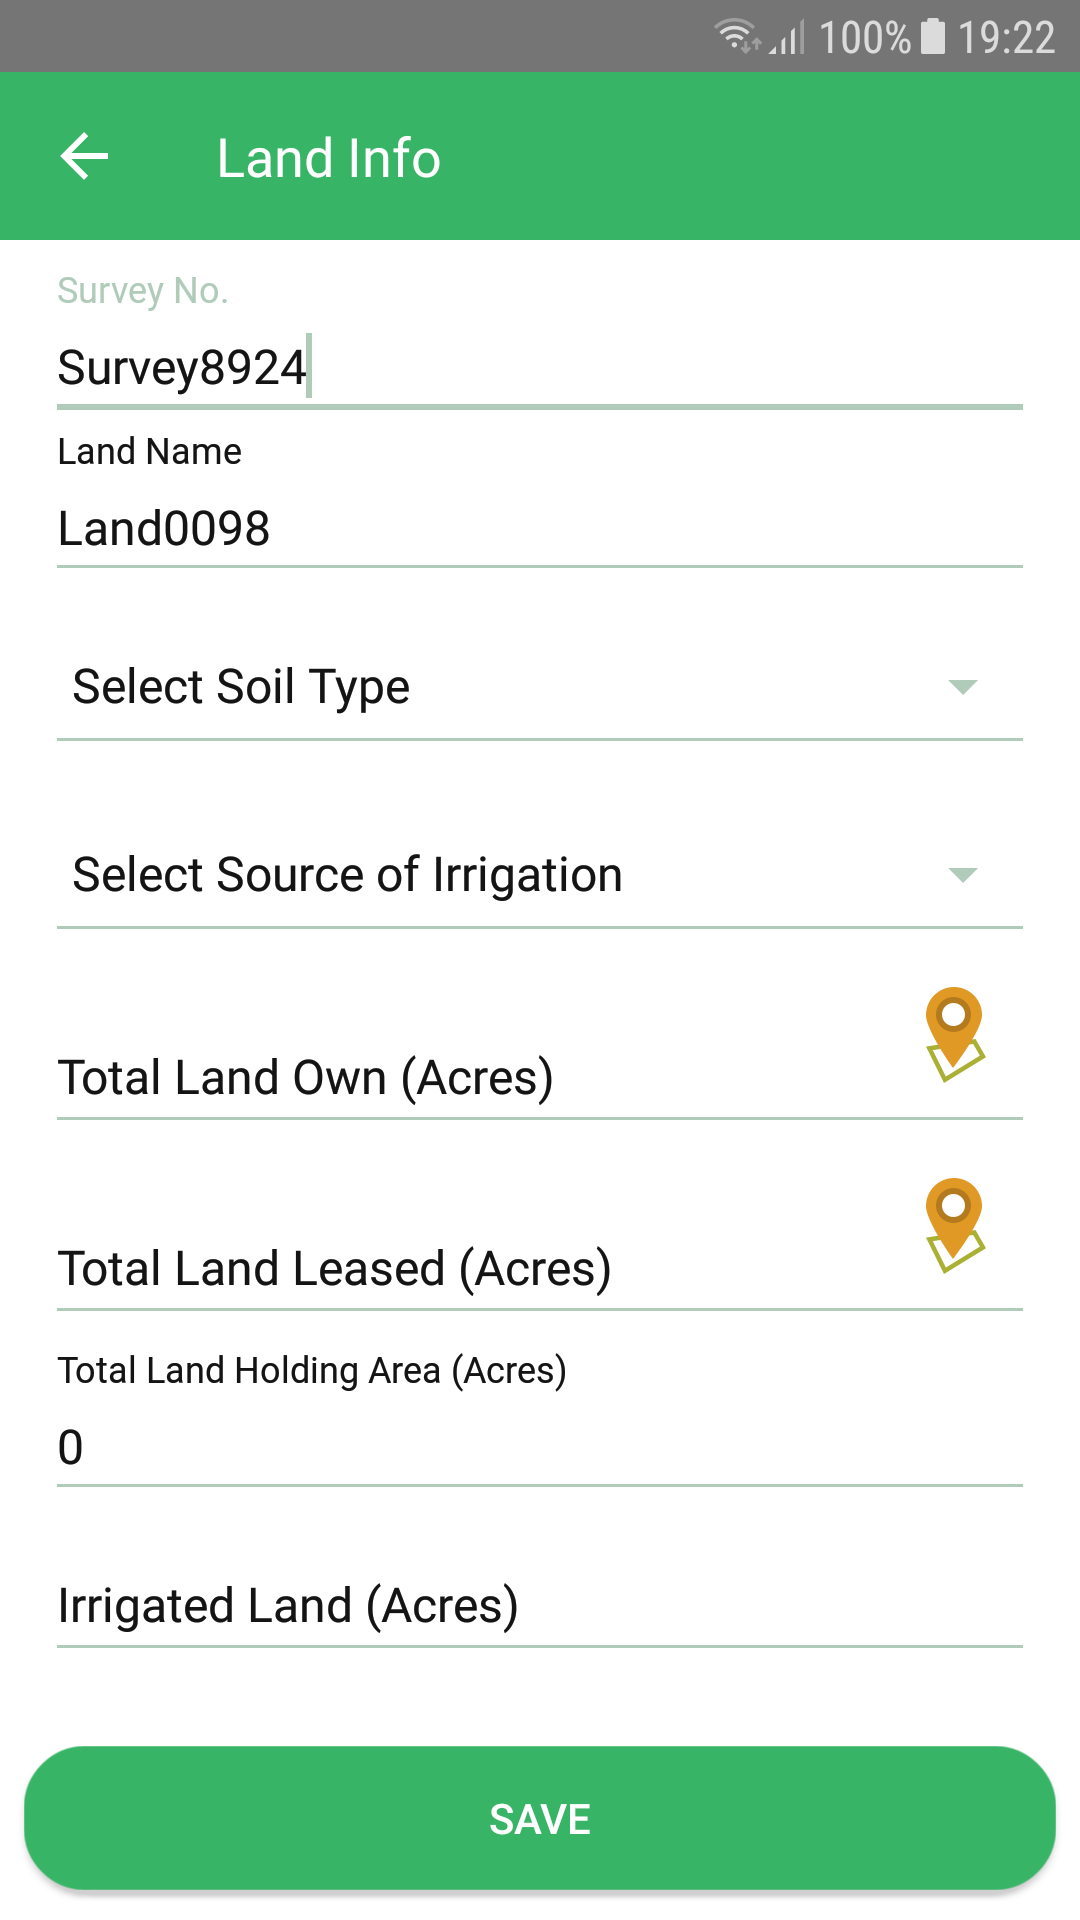 100% 19:22
Land Info
Survey No.
Survey8924
Land Name
Land0098
Select Soil Type
Select Source of Irrigation
Total Land Own (Acres)
Total Land Leased (Acres)
Total Land Holding Area (Acres)
0
Irrigated Land (Acres)
SAVE